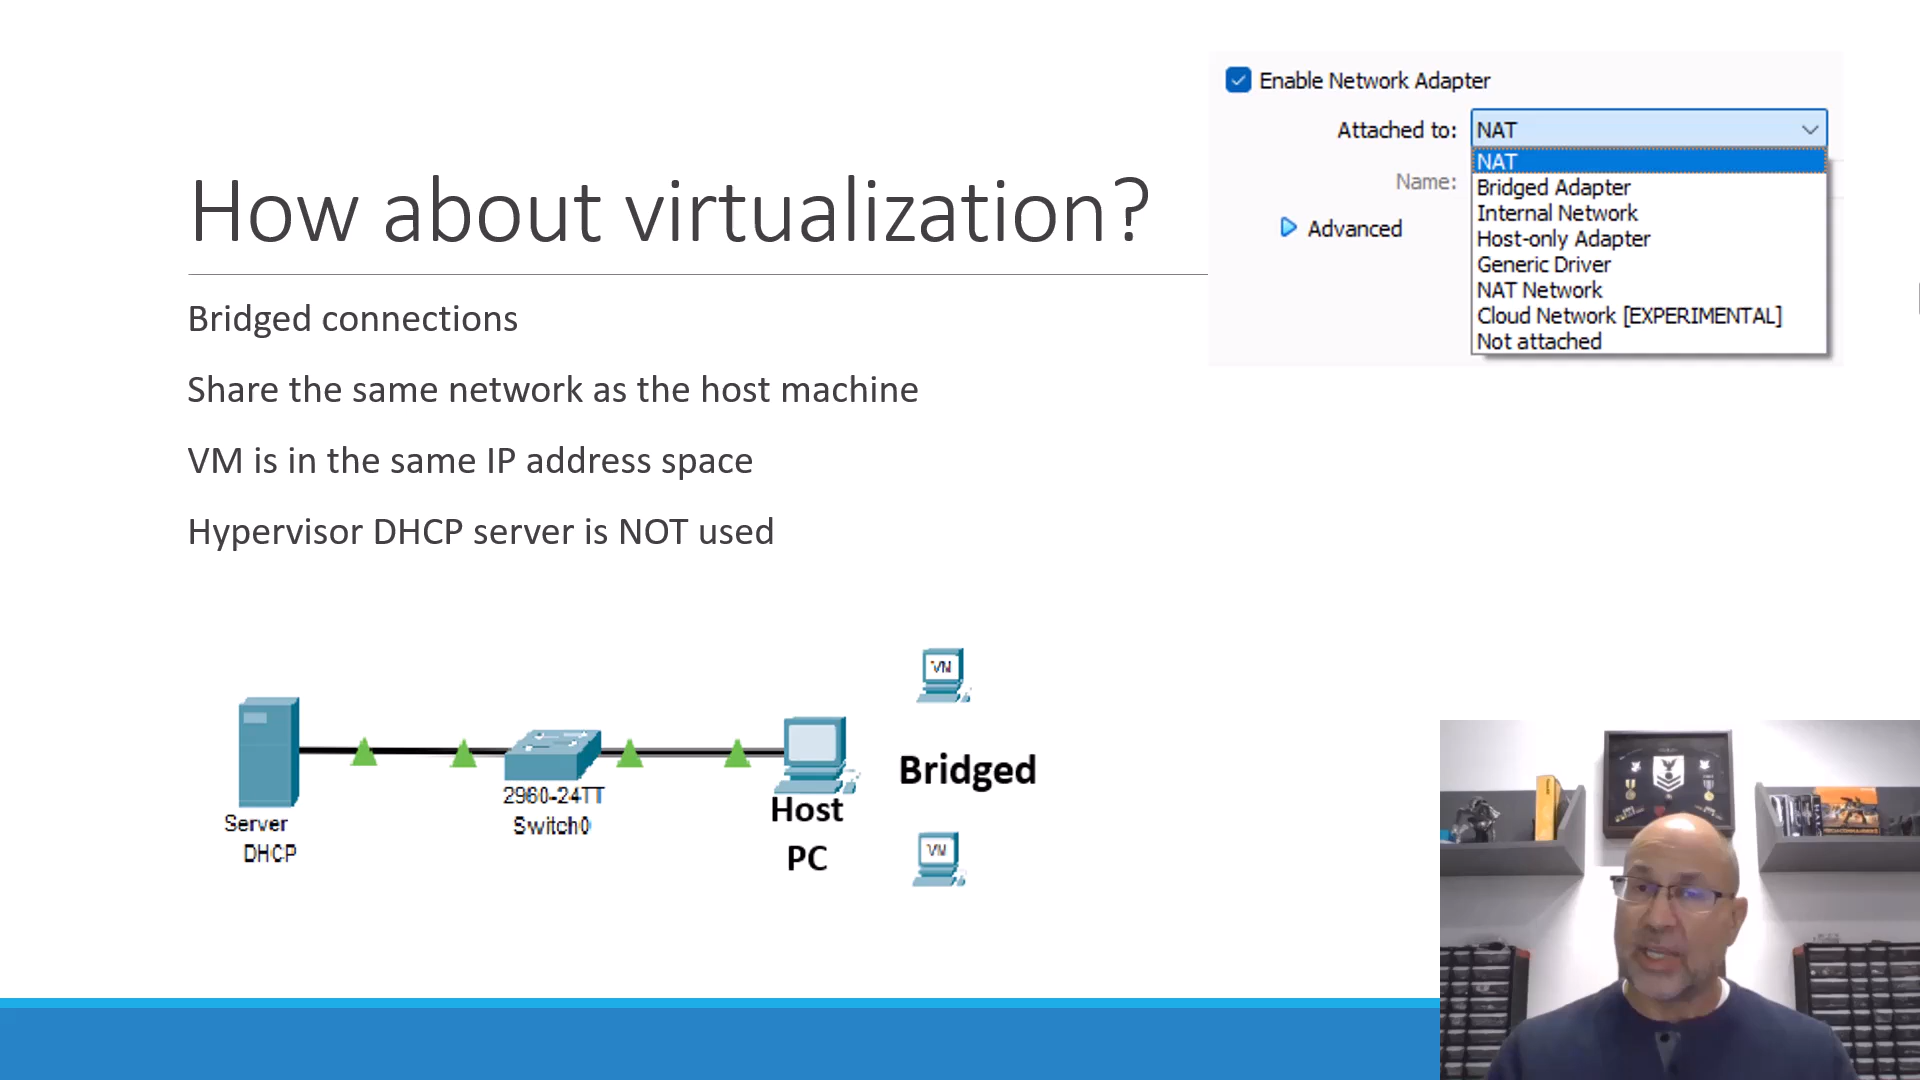 Enable Network Adapter
Attached to: NAT
NAT
Name:
Bridged Adapter
Internal Network
Advanced
Host-only Adapter
Generic Driver
NAT Network
Cloud Network [EXPERIMENTAL]
Not attached
How about virtualization?
Bridged connections
Share the same network as the host machine
VM is in the same IP address space
Hypervisor DHCP server is NOT used
VM
Bridged
2960-24TT
Switch0
Host
PC
Server
DHCP
VM